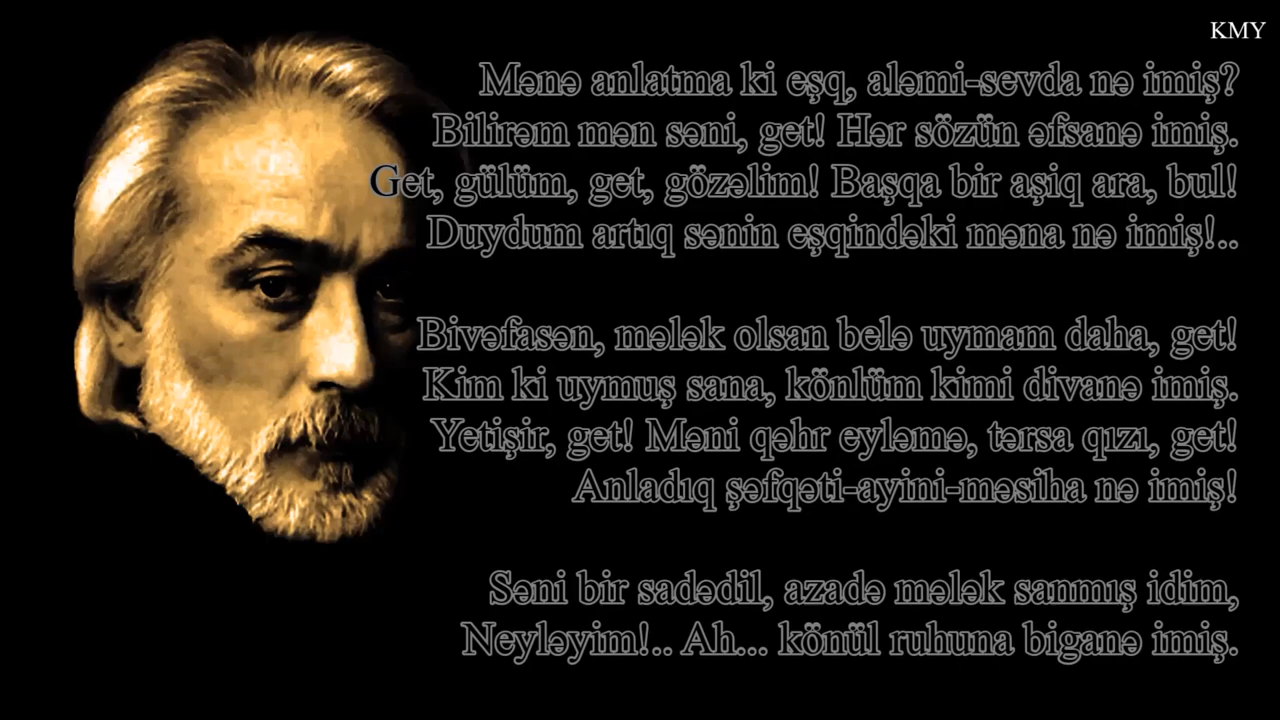 KMY
Mənə anlatma ki eşq, aləmi-sevda nə imiş?
Bilirəm mən səni, get! Hər sözün əfsanə imiş.
Get, gülüm, get, gözəlim! Başqa bir aşiq ara, bul!
Duydum artıq sənin eşqindəki məna nə imiş!..
Bivəfasən, mələk olsan belə uymam daha, get!
Kim ki uymuş sana, könlüm kimi divanə imiş.
Yetişir, get! Məni qəhr eyləmə, tərsa qızı, get!
Anladıq şəfqəti-ayini-məsiha nə imiş!
Səni bir sadədil, azadə mələk sanmış idim,
Neyləyim!.. Ah... könül ruhuna biganə imiş.